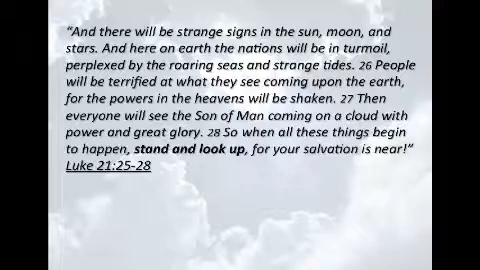 “And there will be strange signs in the sun, moon, and
stars. And here on earth the nations will be in turmoil,
perplexed by the roaring seas and strange tides. 26 People
will be terrified at what they see coming upon the earth,
for the powers in the heavens will be shaken. 27 Then
everyone will see the Son of Man coming on a cloud with
power and great glory. 28 So when all these things begin
to happen, stand and look up, for your salvation is near!”
Luke 21:25-28